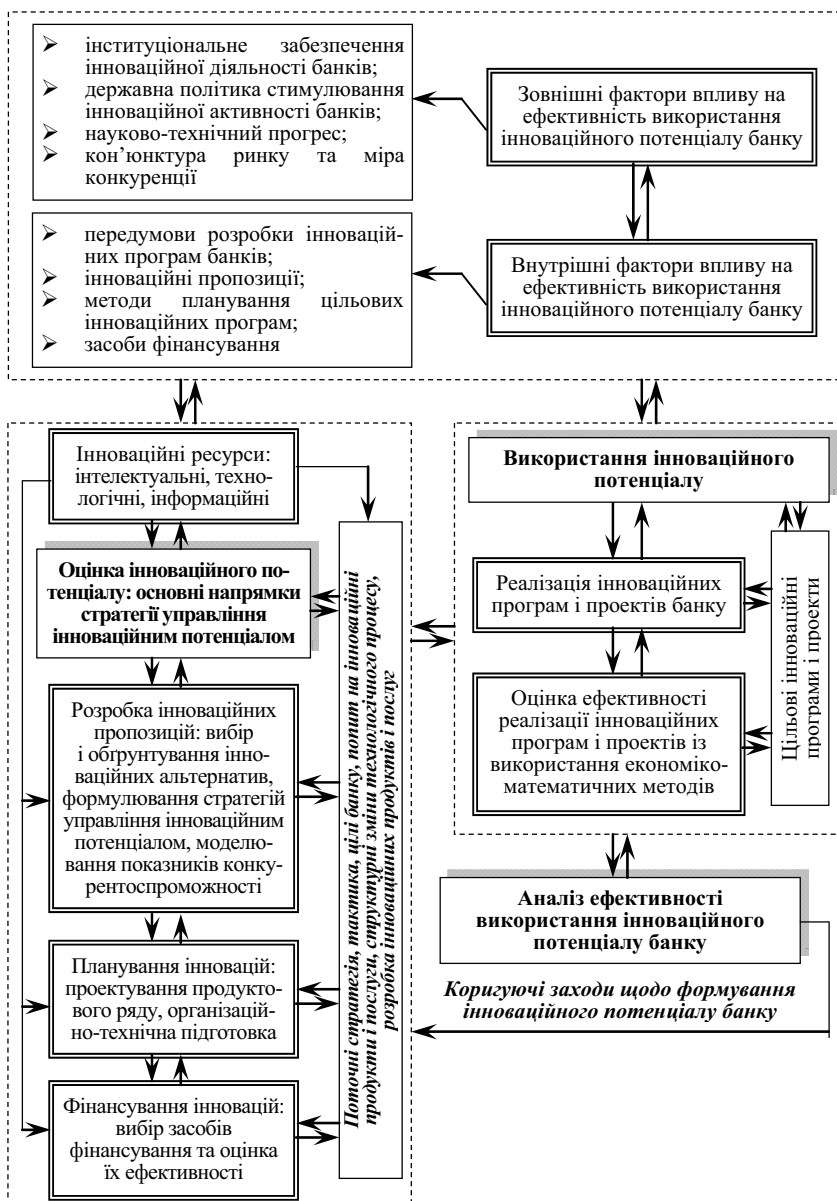 ➢ інституціональне забезпечення
інноваційної діяльності банків;
➢ державна політика стимулювання
інноваційної активності банків;
➢ науково-технічний прогрес;
➢ кон’юнктура ринку та міра
конкуренції
Зовнішні фактори впливу на
ефективність використання
інноваційного потенціалу банку
➢ передумови розробки інновацій-
них програм банків;
➢ інноваційні пропозиції;
➢ методи планування цільових
інноваційних програм;
➢ засоби фінансування
Внутрішні фактори впливу на
ефективність використання
інноваційного потенціалу банку
Інноваційні ресурси:
інтелектуальні, техно-
логічні, інформаційні
Оцінка інноваційного по-
тенціалу: основні напрямки
стратегії управління
інноваційним потенціалом
Розробка інноваційних
пропозицій: вибір
і обґрунтування інно-
ваційних альтернатив,
формулювання стратегій
управління інноваційним
потенціалом, моделю-
вання показників конку-
рентоспроможності
Планування інновацій:
проектування продукто-
вого ряду, організацій-
но-технічна підготовка
Фінансування інновацій:
вибір засобів
фінансування та оцінка
їх ефективності
Поточні стратегія, тактика, цілі банку, попит на інноваційні
продукти і послуги, структурні зміни технологічного процесу,
розробка інноваційних продуктів і послуг
Використання інноваційного
потенціалу
Реалізація інноваційних
програм і проектів банку
Оцінка ефективності
реалізації інноваційних
програм і проектів із
використання економіко-
математичних методів
Цільові інноваційні
програми і проекти
Аналіз ефективності
використання інноваційного
потенціалу банку
Коригуючі заходи щодо формування
інноваційного потенціалу банку